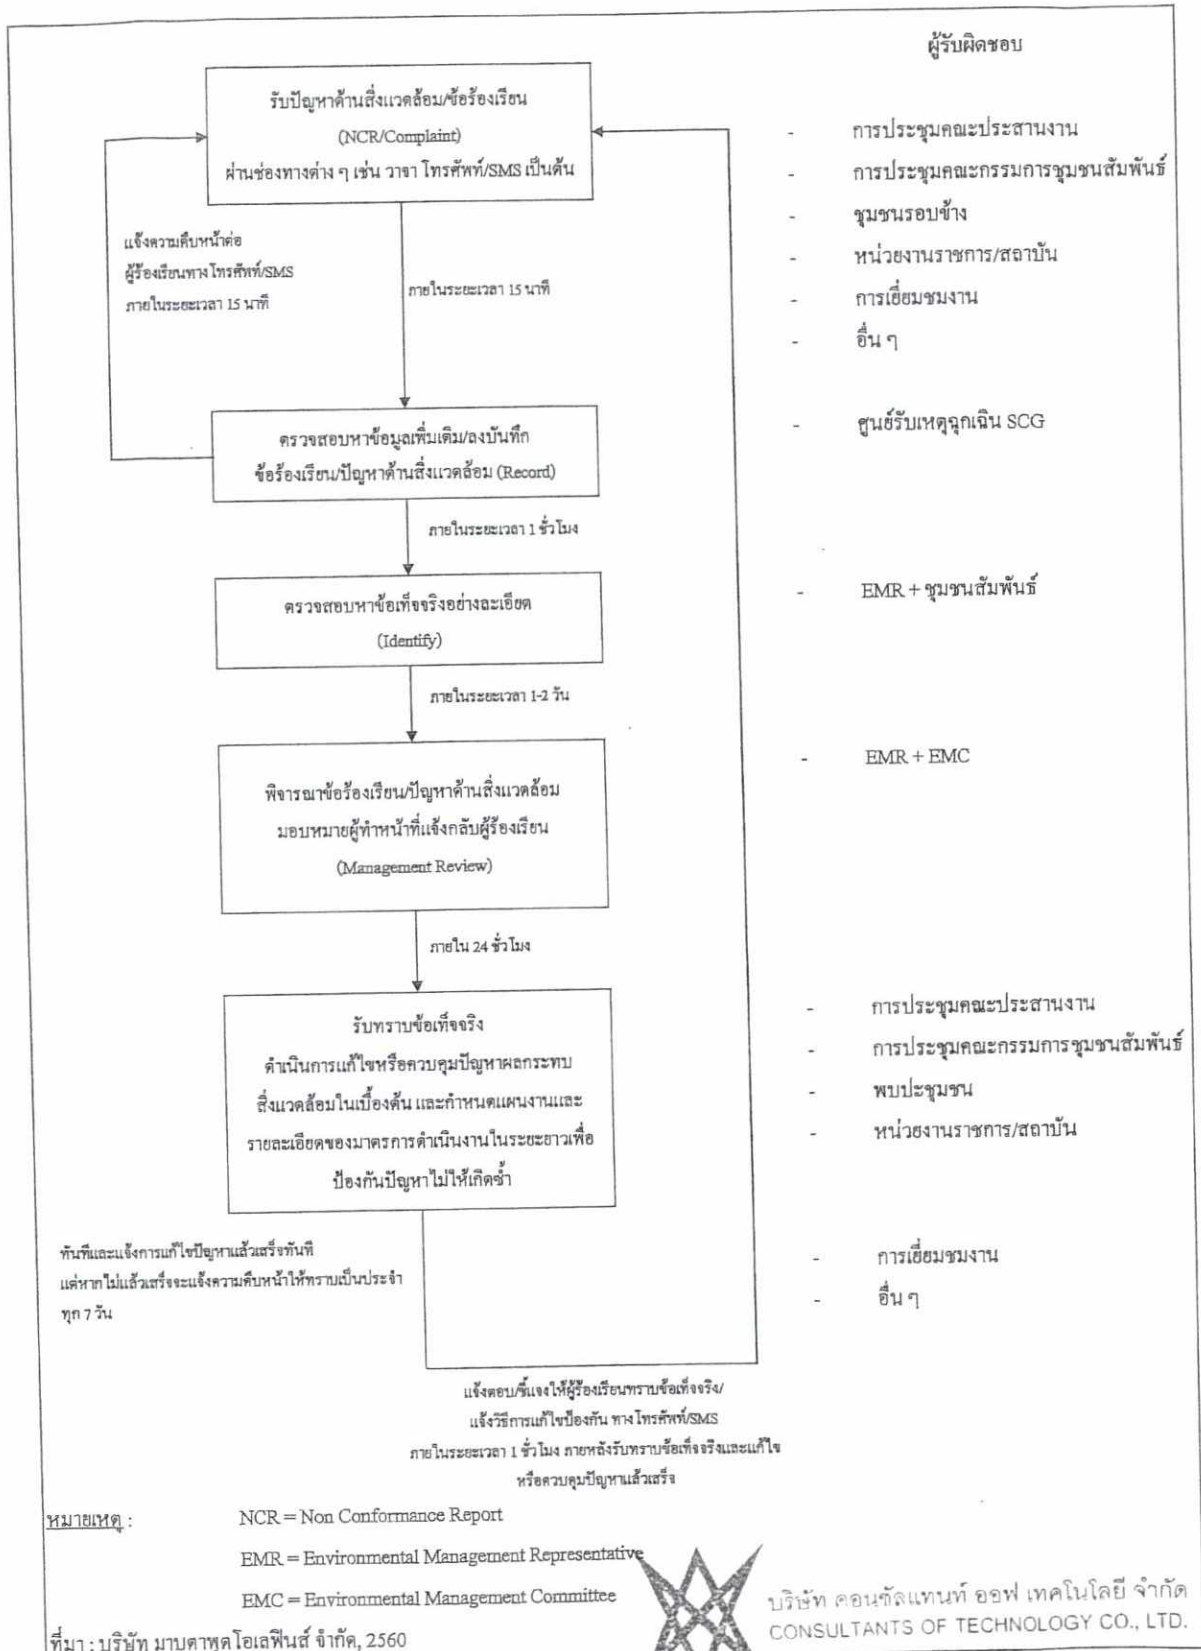 ผู้รับผิดชอบ
รับปัญหาด้านสิ่งแวดล้อม/ข้อร้องเรียน
(NCR/Complaint)
ผ่านช่องทางต่าง ๆ เช่น วาจา โทรศัพท์/SMS เป็นต้น
- การประชุมคณะประสานงาน
- การประชุมคณะกรรมการชุมชนสัมพันธ์
- ชุมชนรอบข้าง
- หน่วยงานราชการ/สถาบัน
- การเยี่ยมชมงาน
- อื่น ๆ
แจ้งความคืบหน้าต่อ
ผู้ร้องเรียนทางโทรศัพท์/SMS
ภายในระยะเวลา 15 นาที
ภายในระยะเวลา 15 นาที
ตรวจสอบหาข้อมูลเพิ่มเติม/ลงบันทึก
ข้อร้องเรียน/ปัญหาด้านสิ่งแวดล้อม (Record)
- ศูนย์รับเหตุฉุกเฉิน SCG
ภายในระยะเวลา 1 ชั่วโมง
ตรวจสอบหาข้อเท็จจริงอย่างละเอียด
(Identify)
- EMR + ชุมชนสัมพันธ์
ภายในระยะเวลา 1-2 วัน
พิจารณาข้อร้องเรียน/ปัญหาด้านสิ่งแวดล้อม
มอบหมายผู้ทำหน้าที่แจ้งกลับผู้ร้องเรียน
(Management Review)
- EMR + EMC
ภายใน 24 ชั่วโมง
รับทราบข้อเท็จจริง
ดำเนินการแก้ไขหรือควบคุมปัญหาผลกระทบ
สิ่งแวดล้อมในเบื้องต้น และกำหนดแผนงานและ
รายละเอียดของมาตรการดำเนินงานในระยะยาวเพื่อ
ป้องกันปัญหาไม่ให้เกิดซ้ำ
- การประชุมคณะประสานงาน
- การประชุมคณะกรรมการชุมชนสัมพันธ์
- พบปะชุมชน
- หน่วยงานราชการ/สถาบัน
- การเยี่ยมชมงาน
- อื่น ๆ
ทันทีและแจ้งการแก้ไขปัญหาแล้วเสร็จทันที
แต่หากไม่แล้วเสร็จจะแจ้งความคืบหน้าให้ทราบเป็นประจำ
ทุก 7 วัน
แจ้งตอบ/ชี้แจงให้ผู้ร้องเรียนทราบข้อเท็จจริง/
แจ้งวิธีการแก้ไขป้องกัน ทางโทรศัพท์/SMS
ภายในระยะเวลา 1 ชั่วโมง ภายหลังรับทราบข้อเท็จจริงและแก้ไข
หรือควบคุมปัญหาแล้วเสร็จ
หมายเหตุ : NCR = Non Conformance Report
EMR = Environmental Management Representative
EMC = Environmental Management Committee
บริษัท คอนซัลแทนท์ ออฟ เทคโนโลยี จำกัด
CONSULTANTS OF TECHNOLOGY CO., LTD.
ที่มา : บริษัท มาบตาพุดโอเลฟินส์ จำกัด, 2560